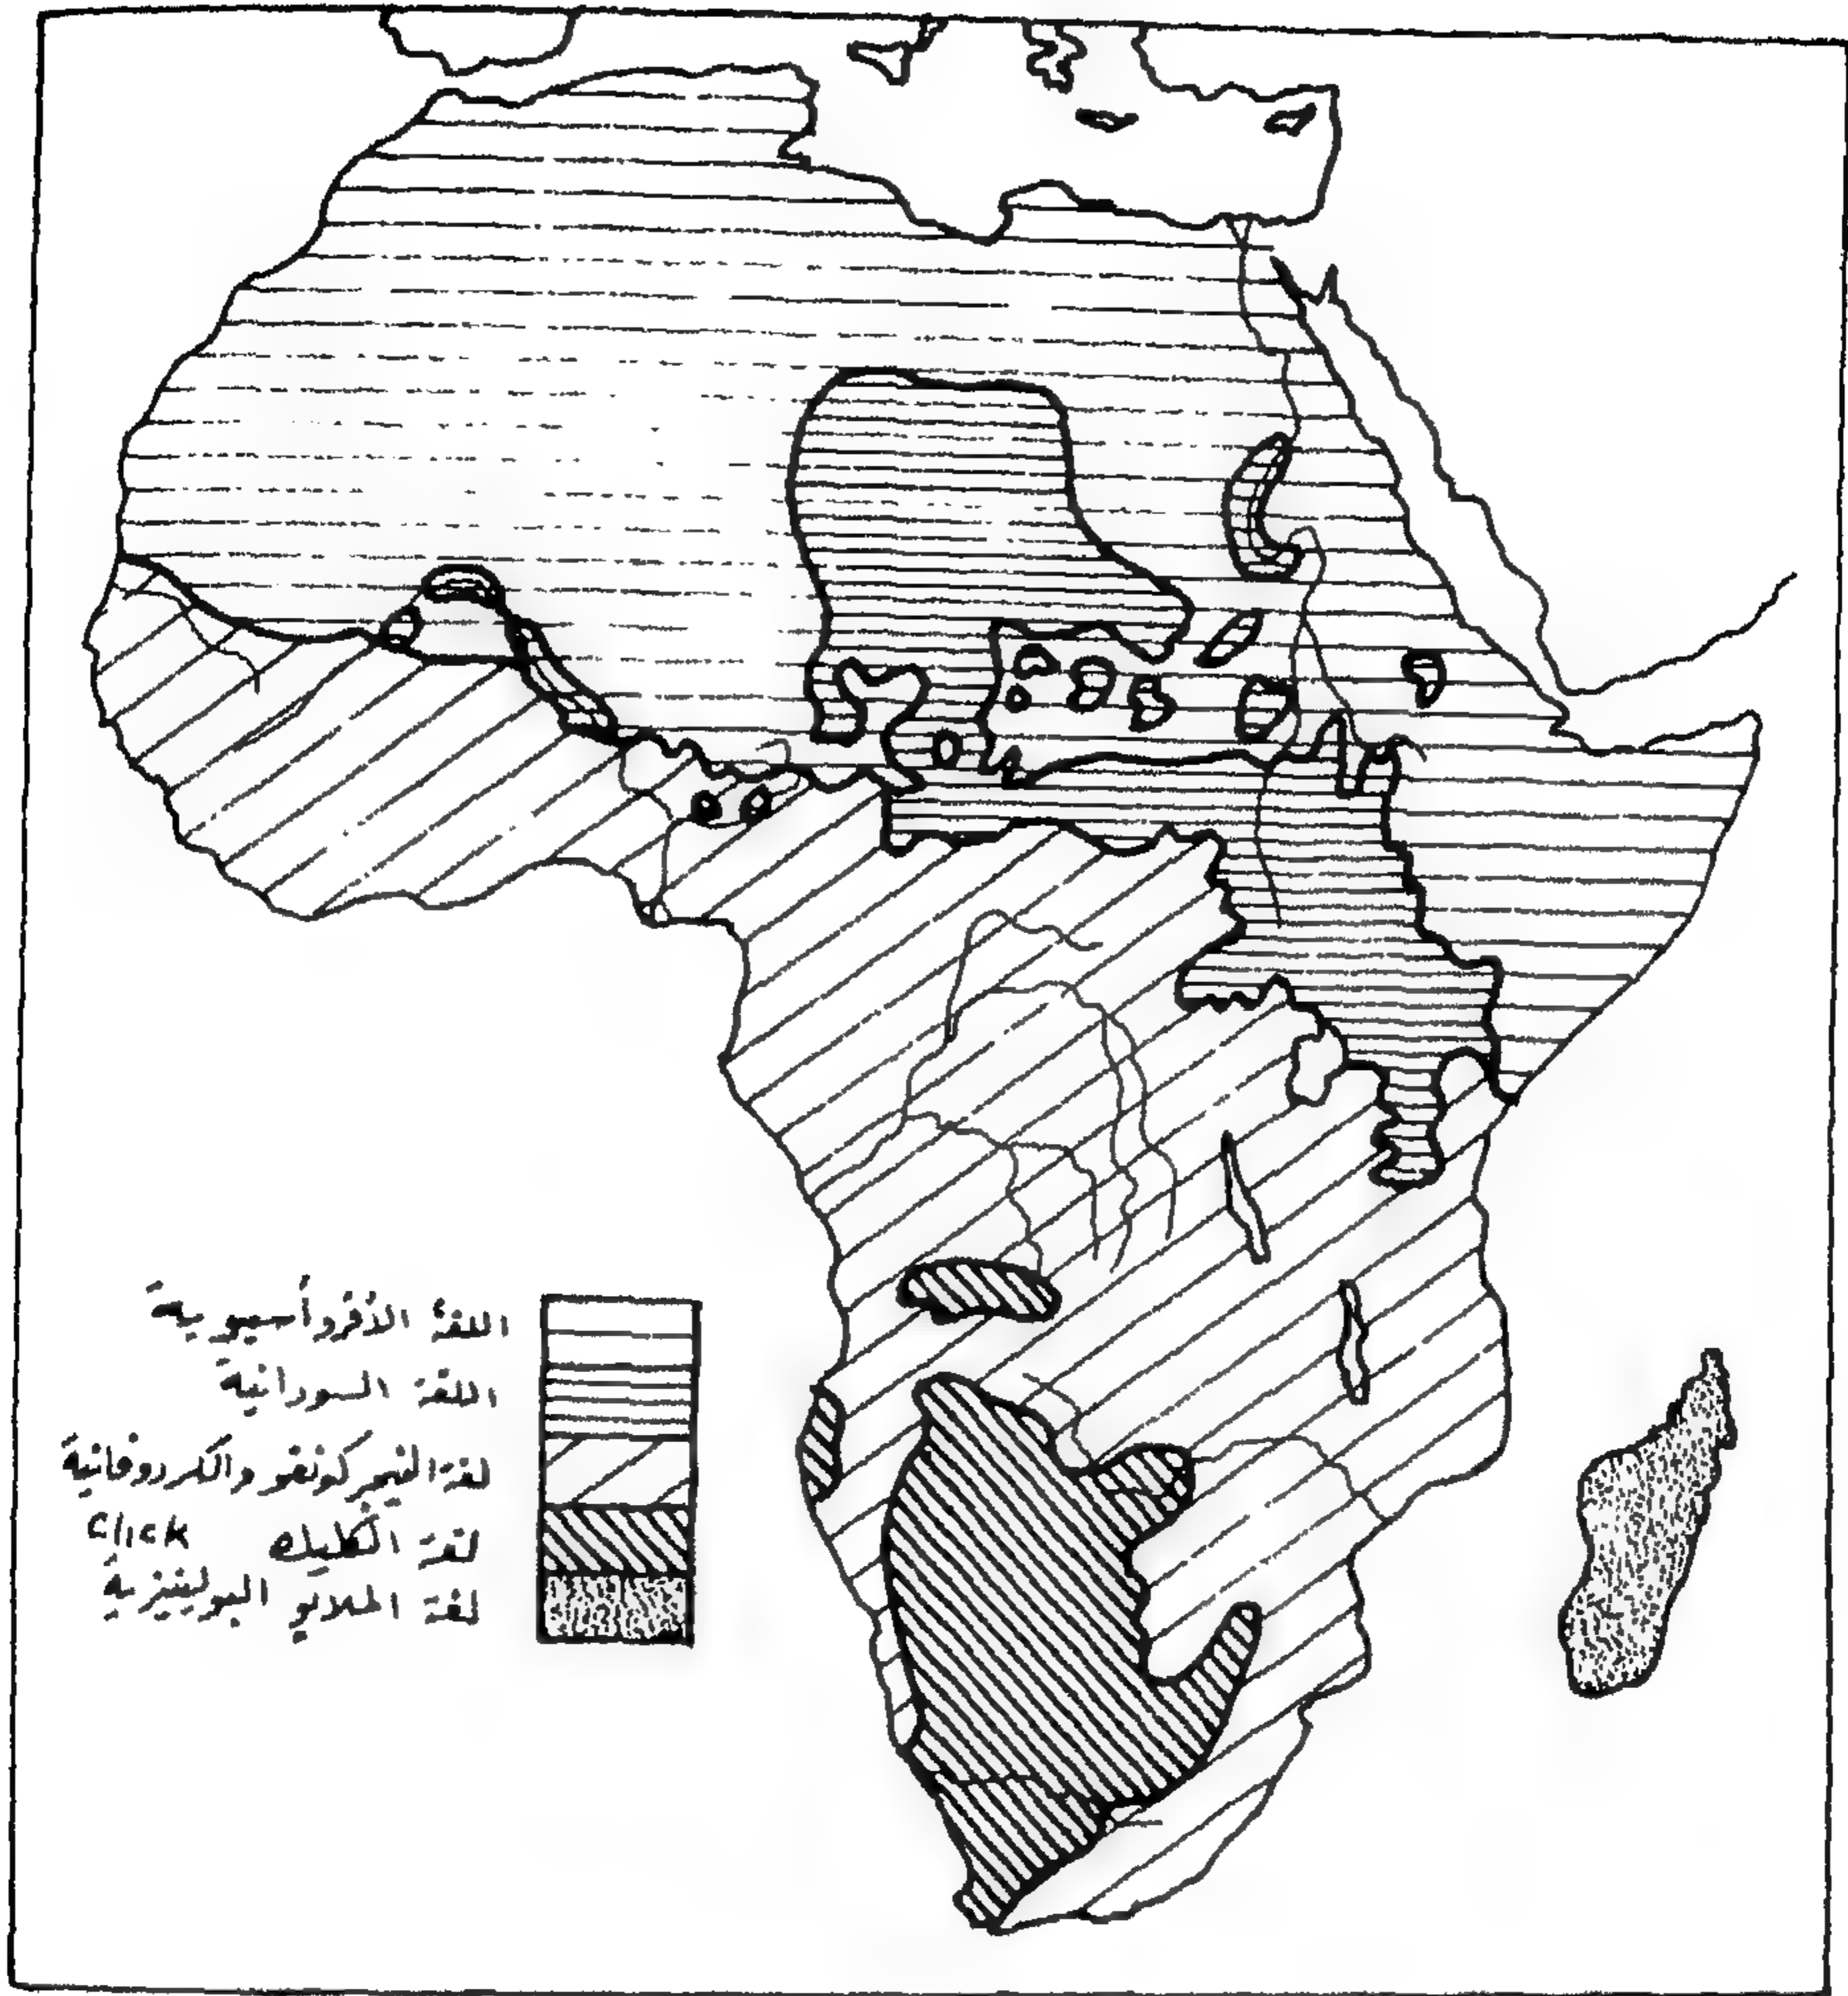 اللغة الأفروأسيوية
اللغة السودانية
لغة النيجركونغو والكردوفانية
لغة الكليك Click
لغة الملايو البولينيزية